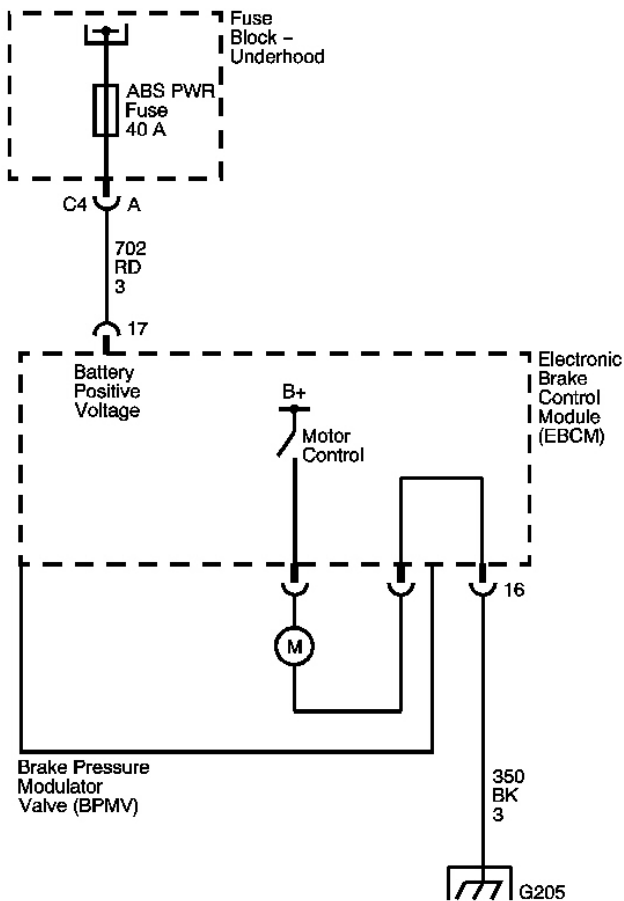 Fuse
Block –
Underhood
ABS PWR
Fuse
40 A
C4 A
702
RD
3
17
Battery
Positive
Voltage
Electronic
Brake
Control
Module
(EBCM)
B+
Motor
Control
16
M
Brake Pressure
Modulator
Valve (BPMV)
350
BK
3
G205